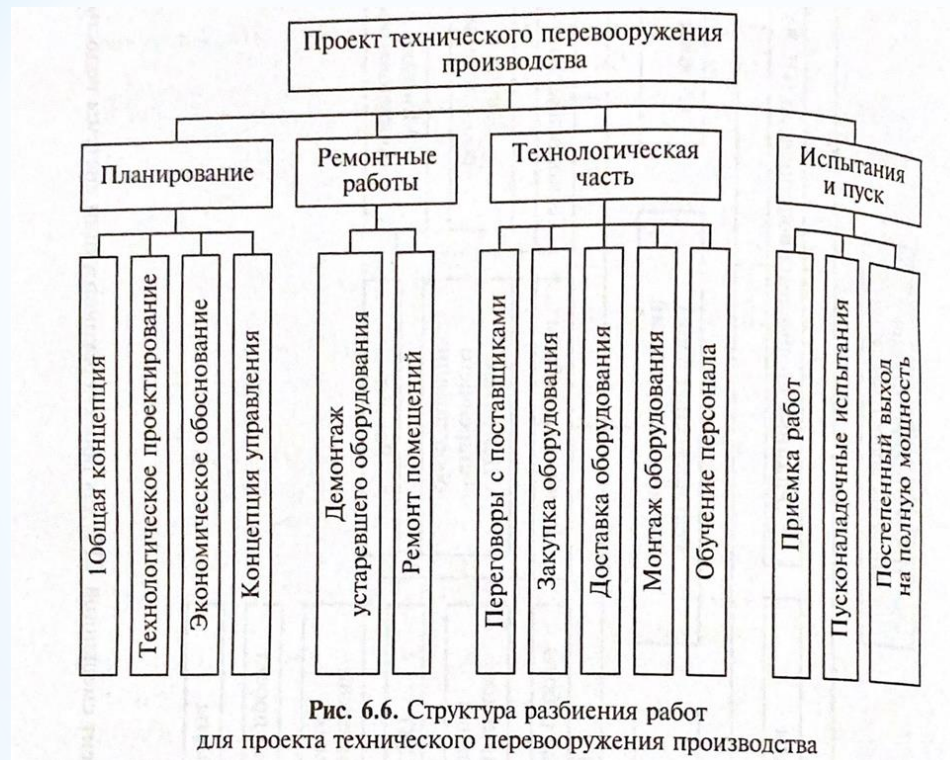 Проект технического перевооружения
производства
Планирование
Ремонтные
работы
Технологическая
часть
Испытания
и пуск
1Общая концепция
Технологическое проектирование
Экономическое обоснование
Концепция управления
Демонтаж
устаревшего оборудования
Ремонт помещений
Переговоры с поставщиками
Закупка оборудования
Доставка оборудования
Монтаж оборудования
Обучение персонала
Приемка работ
Пусконаладочные испытания
Постепенный выход
на полную мощность
Рис. 6.6. Структура разбиения работ
для проекта технического перевооружения производства